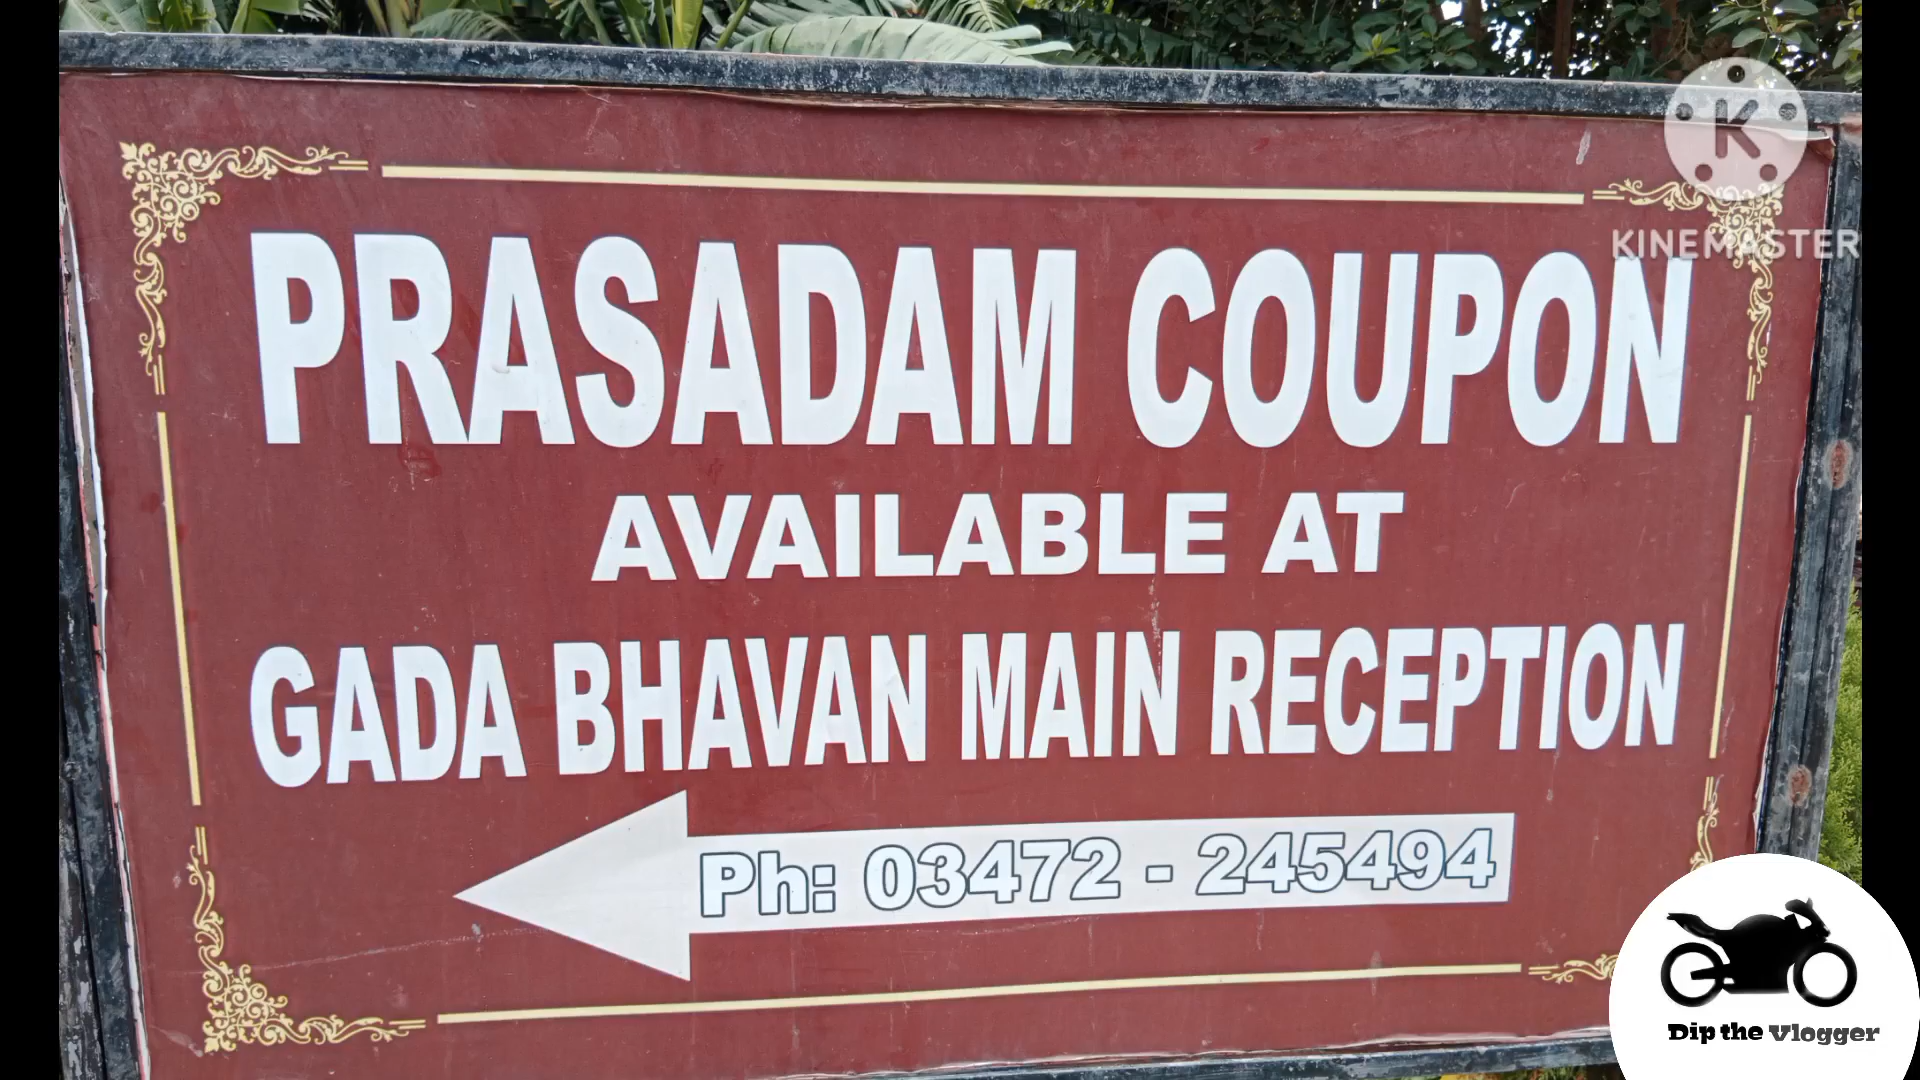 K
KINEMASTER
PRASADAM COUPON
AVAILABLE AT
GADA BHAVAN MAIN RECEPTION
Ph: 03472 - 245494
Dip the Vlogger